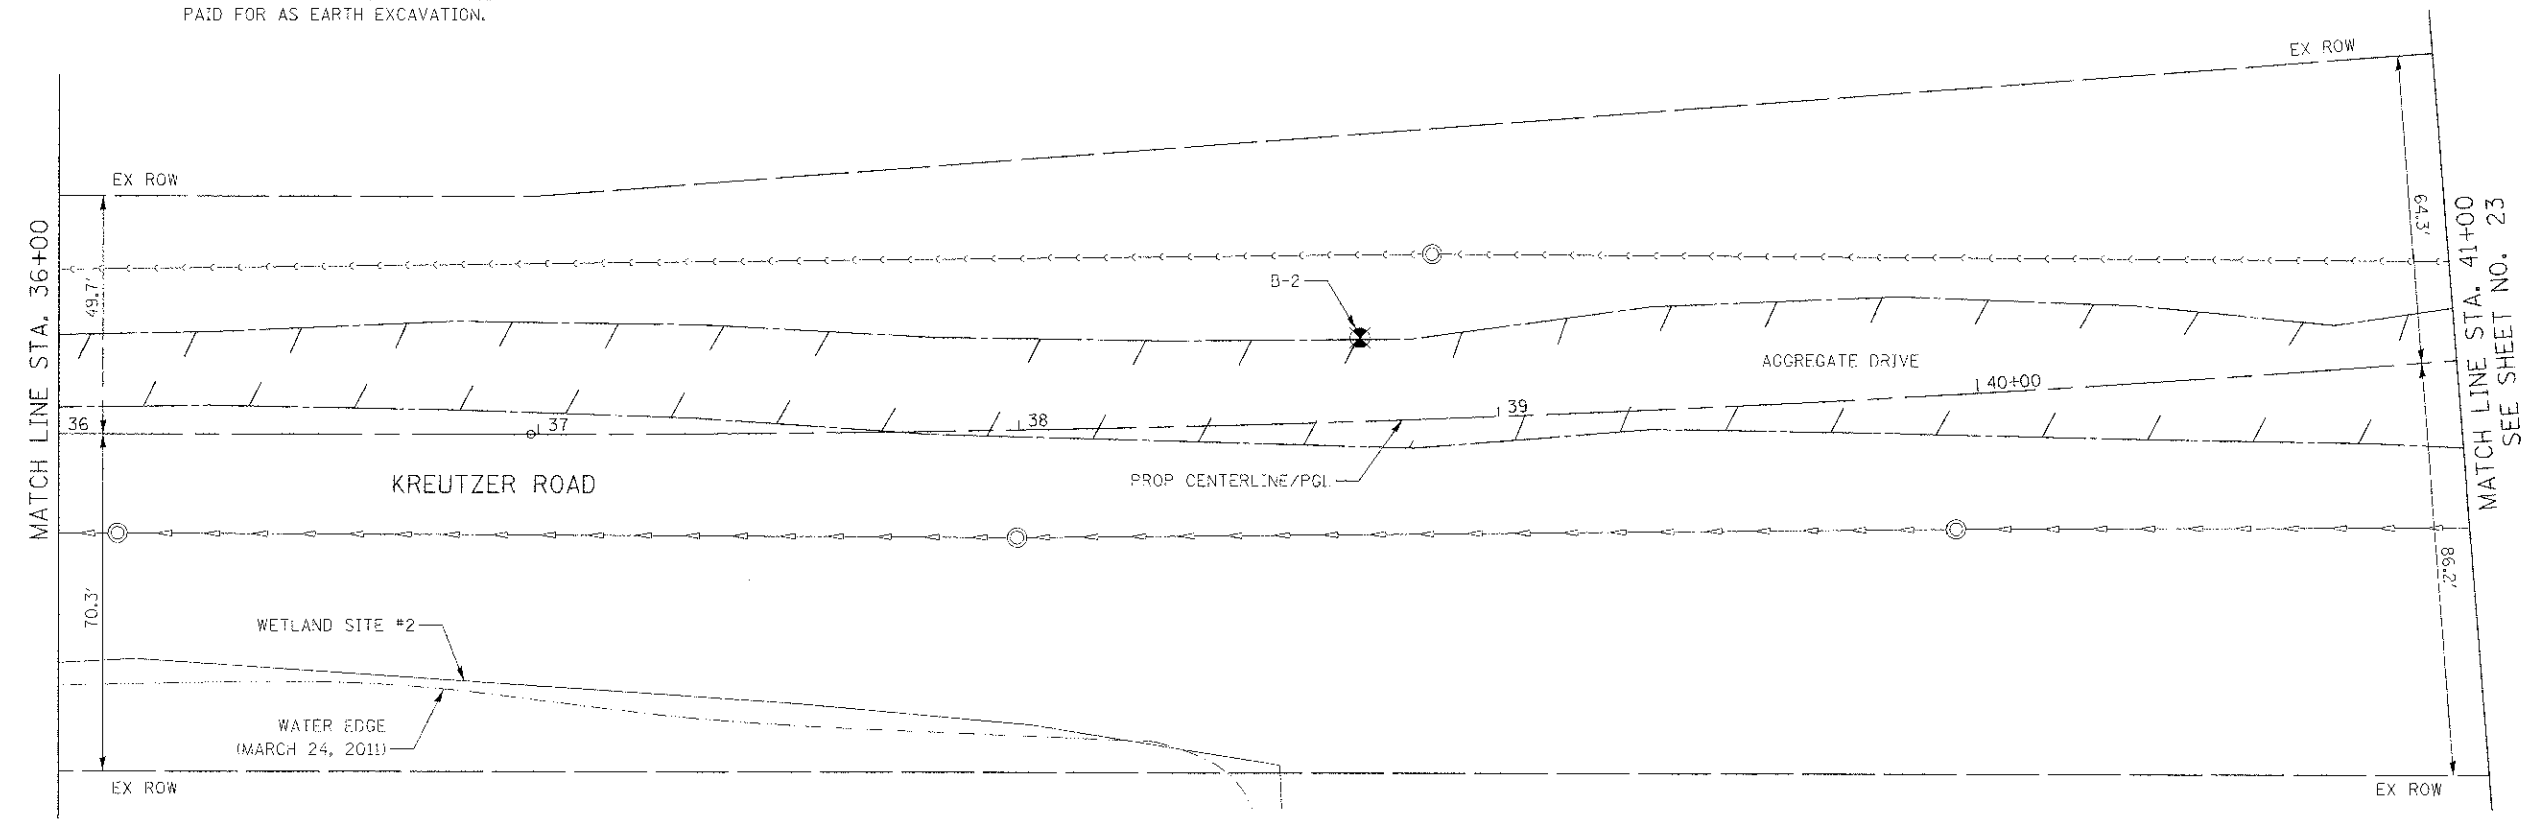 PAID FOR AS EARTH EXCAVATION.
EX ROW
EX ROW
MATCH LINE STA. 36+00
49.7'
64.3'
MATCH LINE STA. 41+00
SEE SHEET NO. 23
B-2
AGGREGATE DRIVE
36
37
38
39
40+00
KREUTZER ROAD
PROP CENTERLINE/PGL
70.3'
86.2'
WETLAND SITE #2
WATER EDGE
(MARCH 24, 2011)
EX ROW
EX ROW